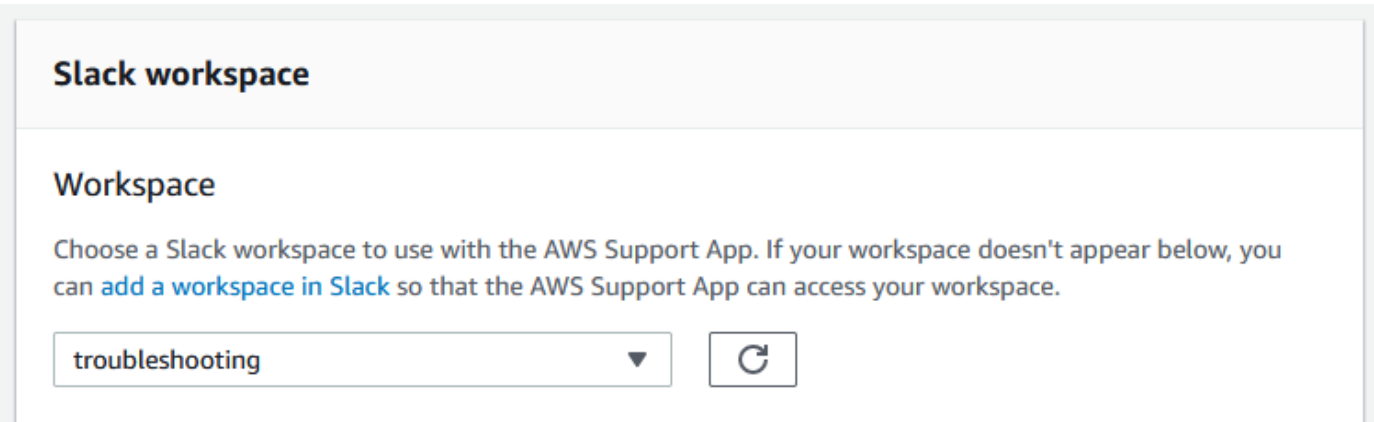 Slack workspace
Workspace
Choose a Slack workspace to use with the AWS Support App. If your workspace doesn't appear below, you
can add a workspace in Slack so that the AWS Support App can access your workspace.
troubleshooting